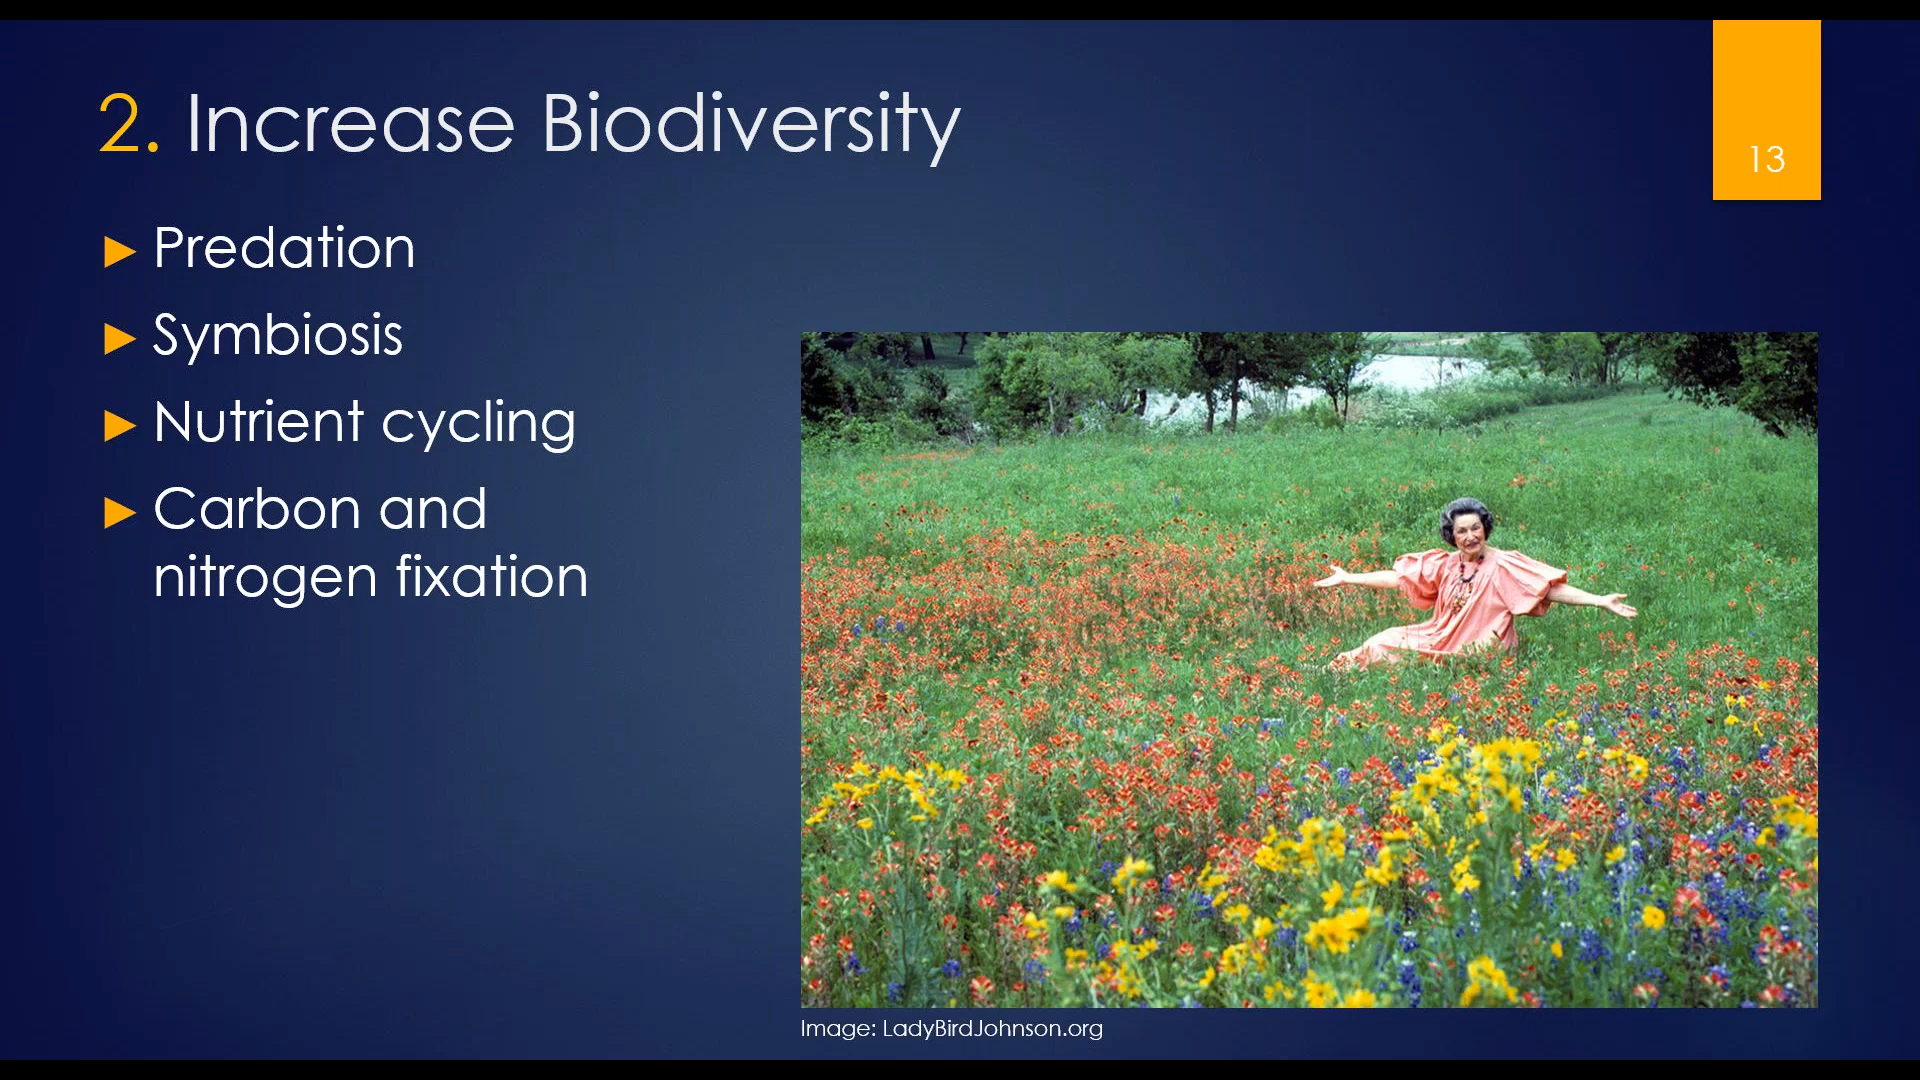 2. Increase Biodiversity
13
Predation
Symbiosis
Nutrient cycling
Carbon and
nitrogen fixation
Image: LadyBirdJohnson.org